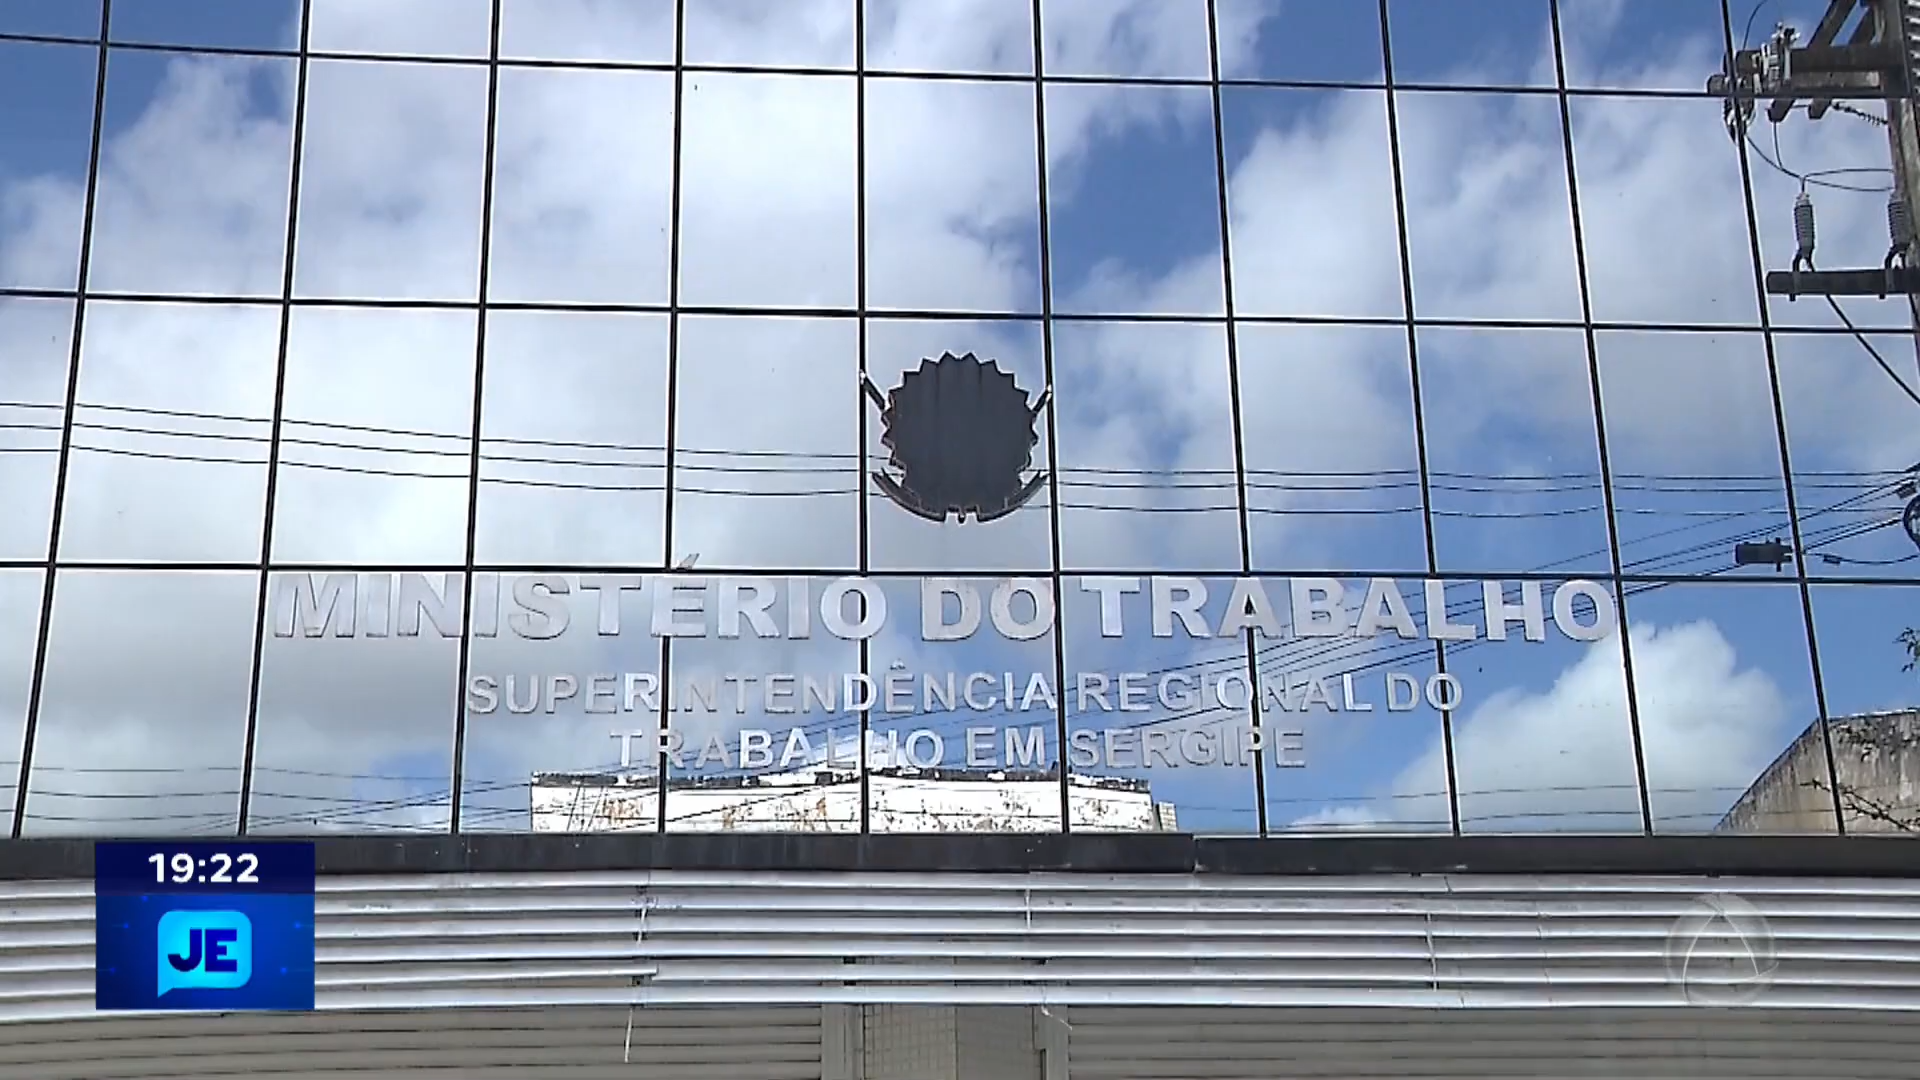 MINISTÉRIO DO TRABALHO
SUPERINTENDÊNCIA REGIONAL DO
TRABALHO EM SERGIPE
19:22
JE